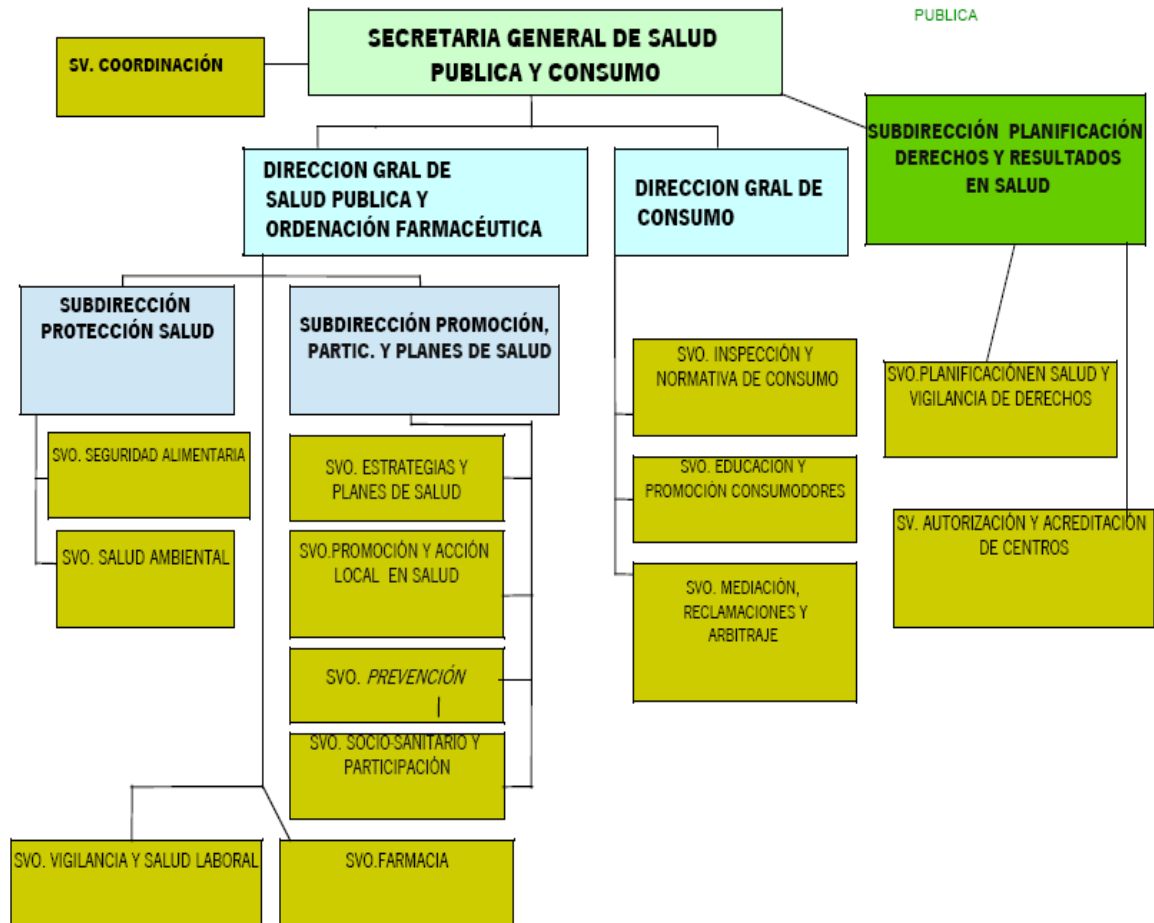 PUBLICA
SECRETARIA GENERAL DE SALUD
PUBLICA Y CONSUMO
SV. COORDINACIÓN
SUBDIRECCIÓN PLANIFICACIÓN
DERECHOS Y RESULTADOS
EN SALUD
DIRECCION GRAL DE
SALUD PUBLICA Y
ORDENACIÓN FARMACÉUTICA
DIRECCION GRAL DE
CONSUMO
SUBDIRECCIÓN
PROTECCIÓN SALUD
SUBDIRECCIÓN PROMOCIÓN,
PARTIC. Y PLANES DE SALUD
SVO. INSPECCIÓN Y
NORMATIVA DE CONSUMO
SVO.PLANIFICACIÓNEN SALUD Y
VIGILANCIA DE DERECHOS
SVO. SEGURIDAD ALIMENTARIA
SVO. ESTRATEGIAS Y
PLANES DE SALUD
SVO. EDUCACION Y
PROMOCIÓN CONSUMODORES
SVO. SALUD AMBIENTAL
SVO.PROMOCIÓN Y ACCIÓN
LOCAL EN SALUD
SV. AUTORIZACIÓN Y ACREDITACIÓN
DE CENTROS
SVO. MEDIACIÓN,
RECLAMACIONES Y
ARBITRAJE
SVO. PREVENCIÓN
SVO. SOCIO-SANITARIO Y
PARTICIPACIÓN
SVO. VIGILANCIA Y SALUD LABORAL
SVO.FARMACIA